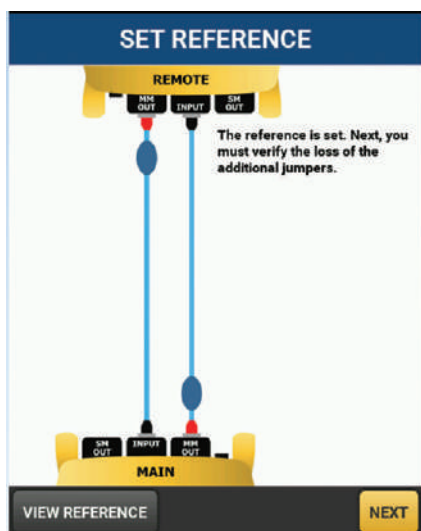 SET REFERENCE
REMOTE
MM OUT
INPUT
SM OUT
The reference is set. Next, you
must verify the loss of the
additional jumpers.
SM OUT
INPUT
MM OUT
MAIN
VIEW REFERENCE
NEXT